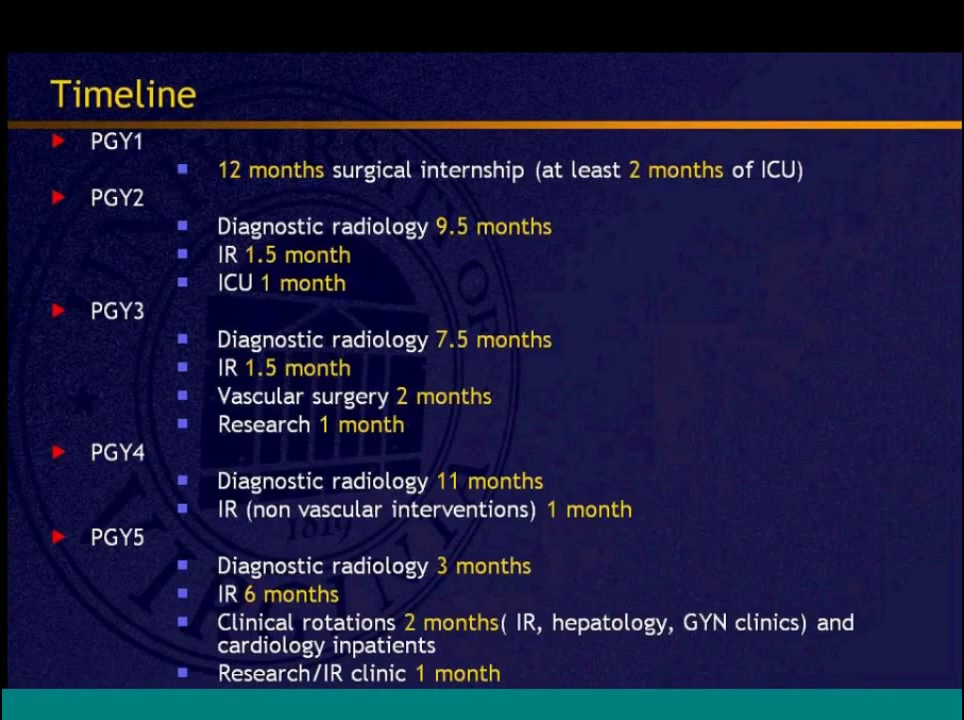 Timeline
PGY1
12 months surgical internship (at least 2 months of ICU)
PGY2
Diagnostic radiology 9.5 months
IR 1.5 month
ICU 1 month
PGY3
Diagnostic radiology 7.5 months
IR 1.5 month
Vascular surgery 2 months
Research 1 month
PGY4
Diagnostic radiology 11 months
IR (non vascular interventions) 1 month
PGY5
Diagnostic radiology 3 months
IR 6 months
Clinical rotations 2 months( IR, hepatology, GYN clinics) and
cardiology inpatients
Research/IR clinic 1 month
1819